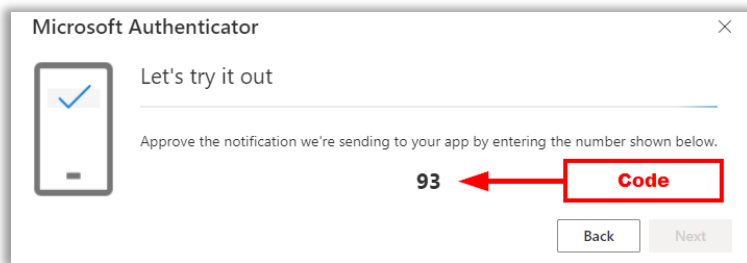 Microsoft Authenticator
Let's try it out
Approve the notification we're sending to your app by entering the number shown below.
93 Code
Back Next